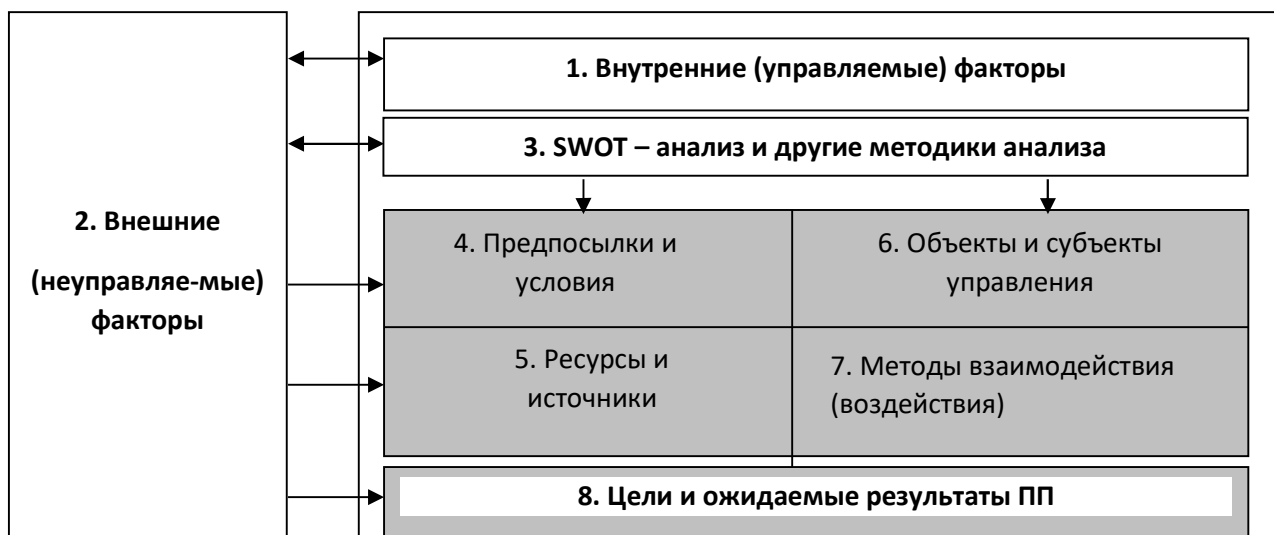 1. Внутренние (управляемые) факторы
3. SWOT – анализ и другие методики анализа
2. Внешние
(неуправляе-мые)
факторы
4. Предпосылки и
условия
6. Объекты и субъекты
управления
5. Ресурсы и
источники
7. Методы взаимодействия
(воздействия)
8. Цели и ожидаемые результаты ПП